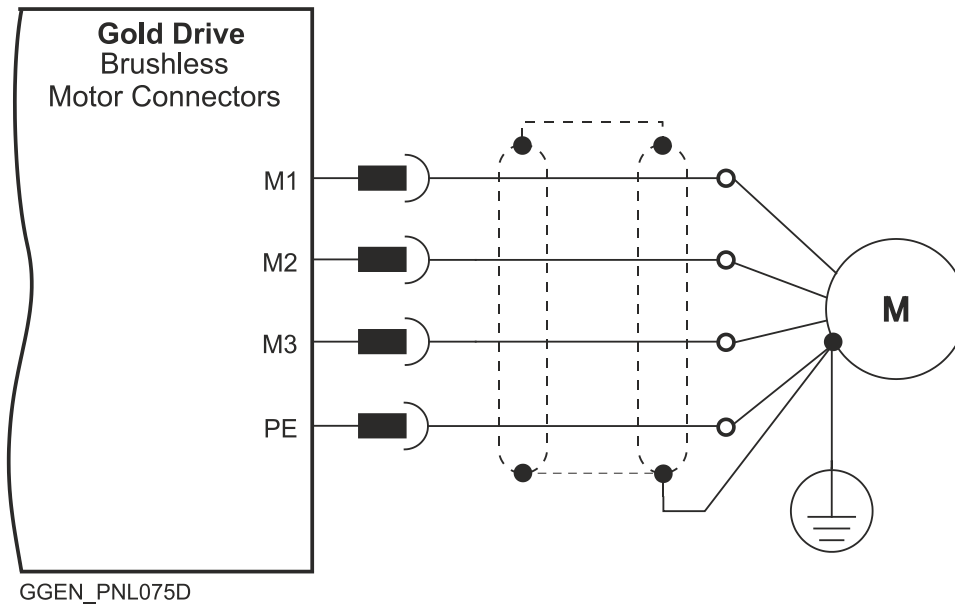 Gold Drive
Brushless
Motor Connectors
M1
M2
M3
PE
M
GGEN_PNL075D